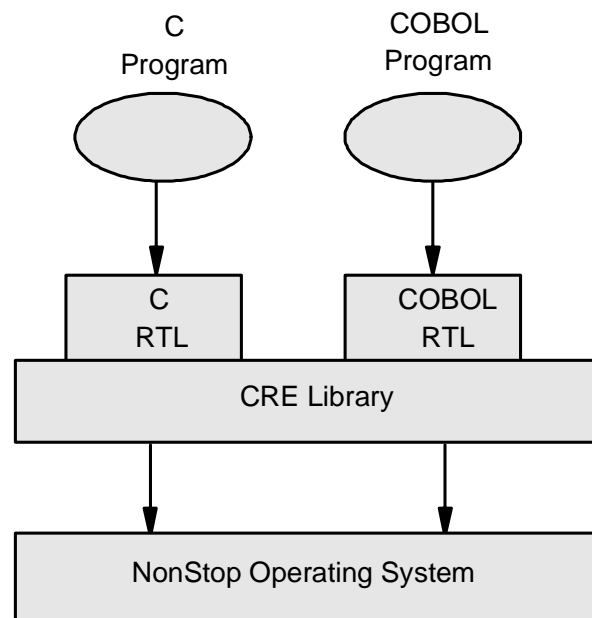 C
Program
COBOL
Program
C
RTL
COBOL
RTL
CRE Library
NonStop Operating System